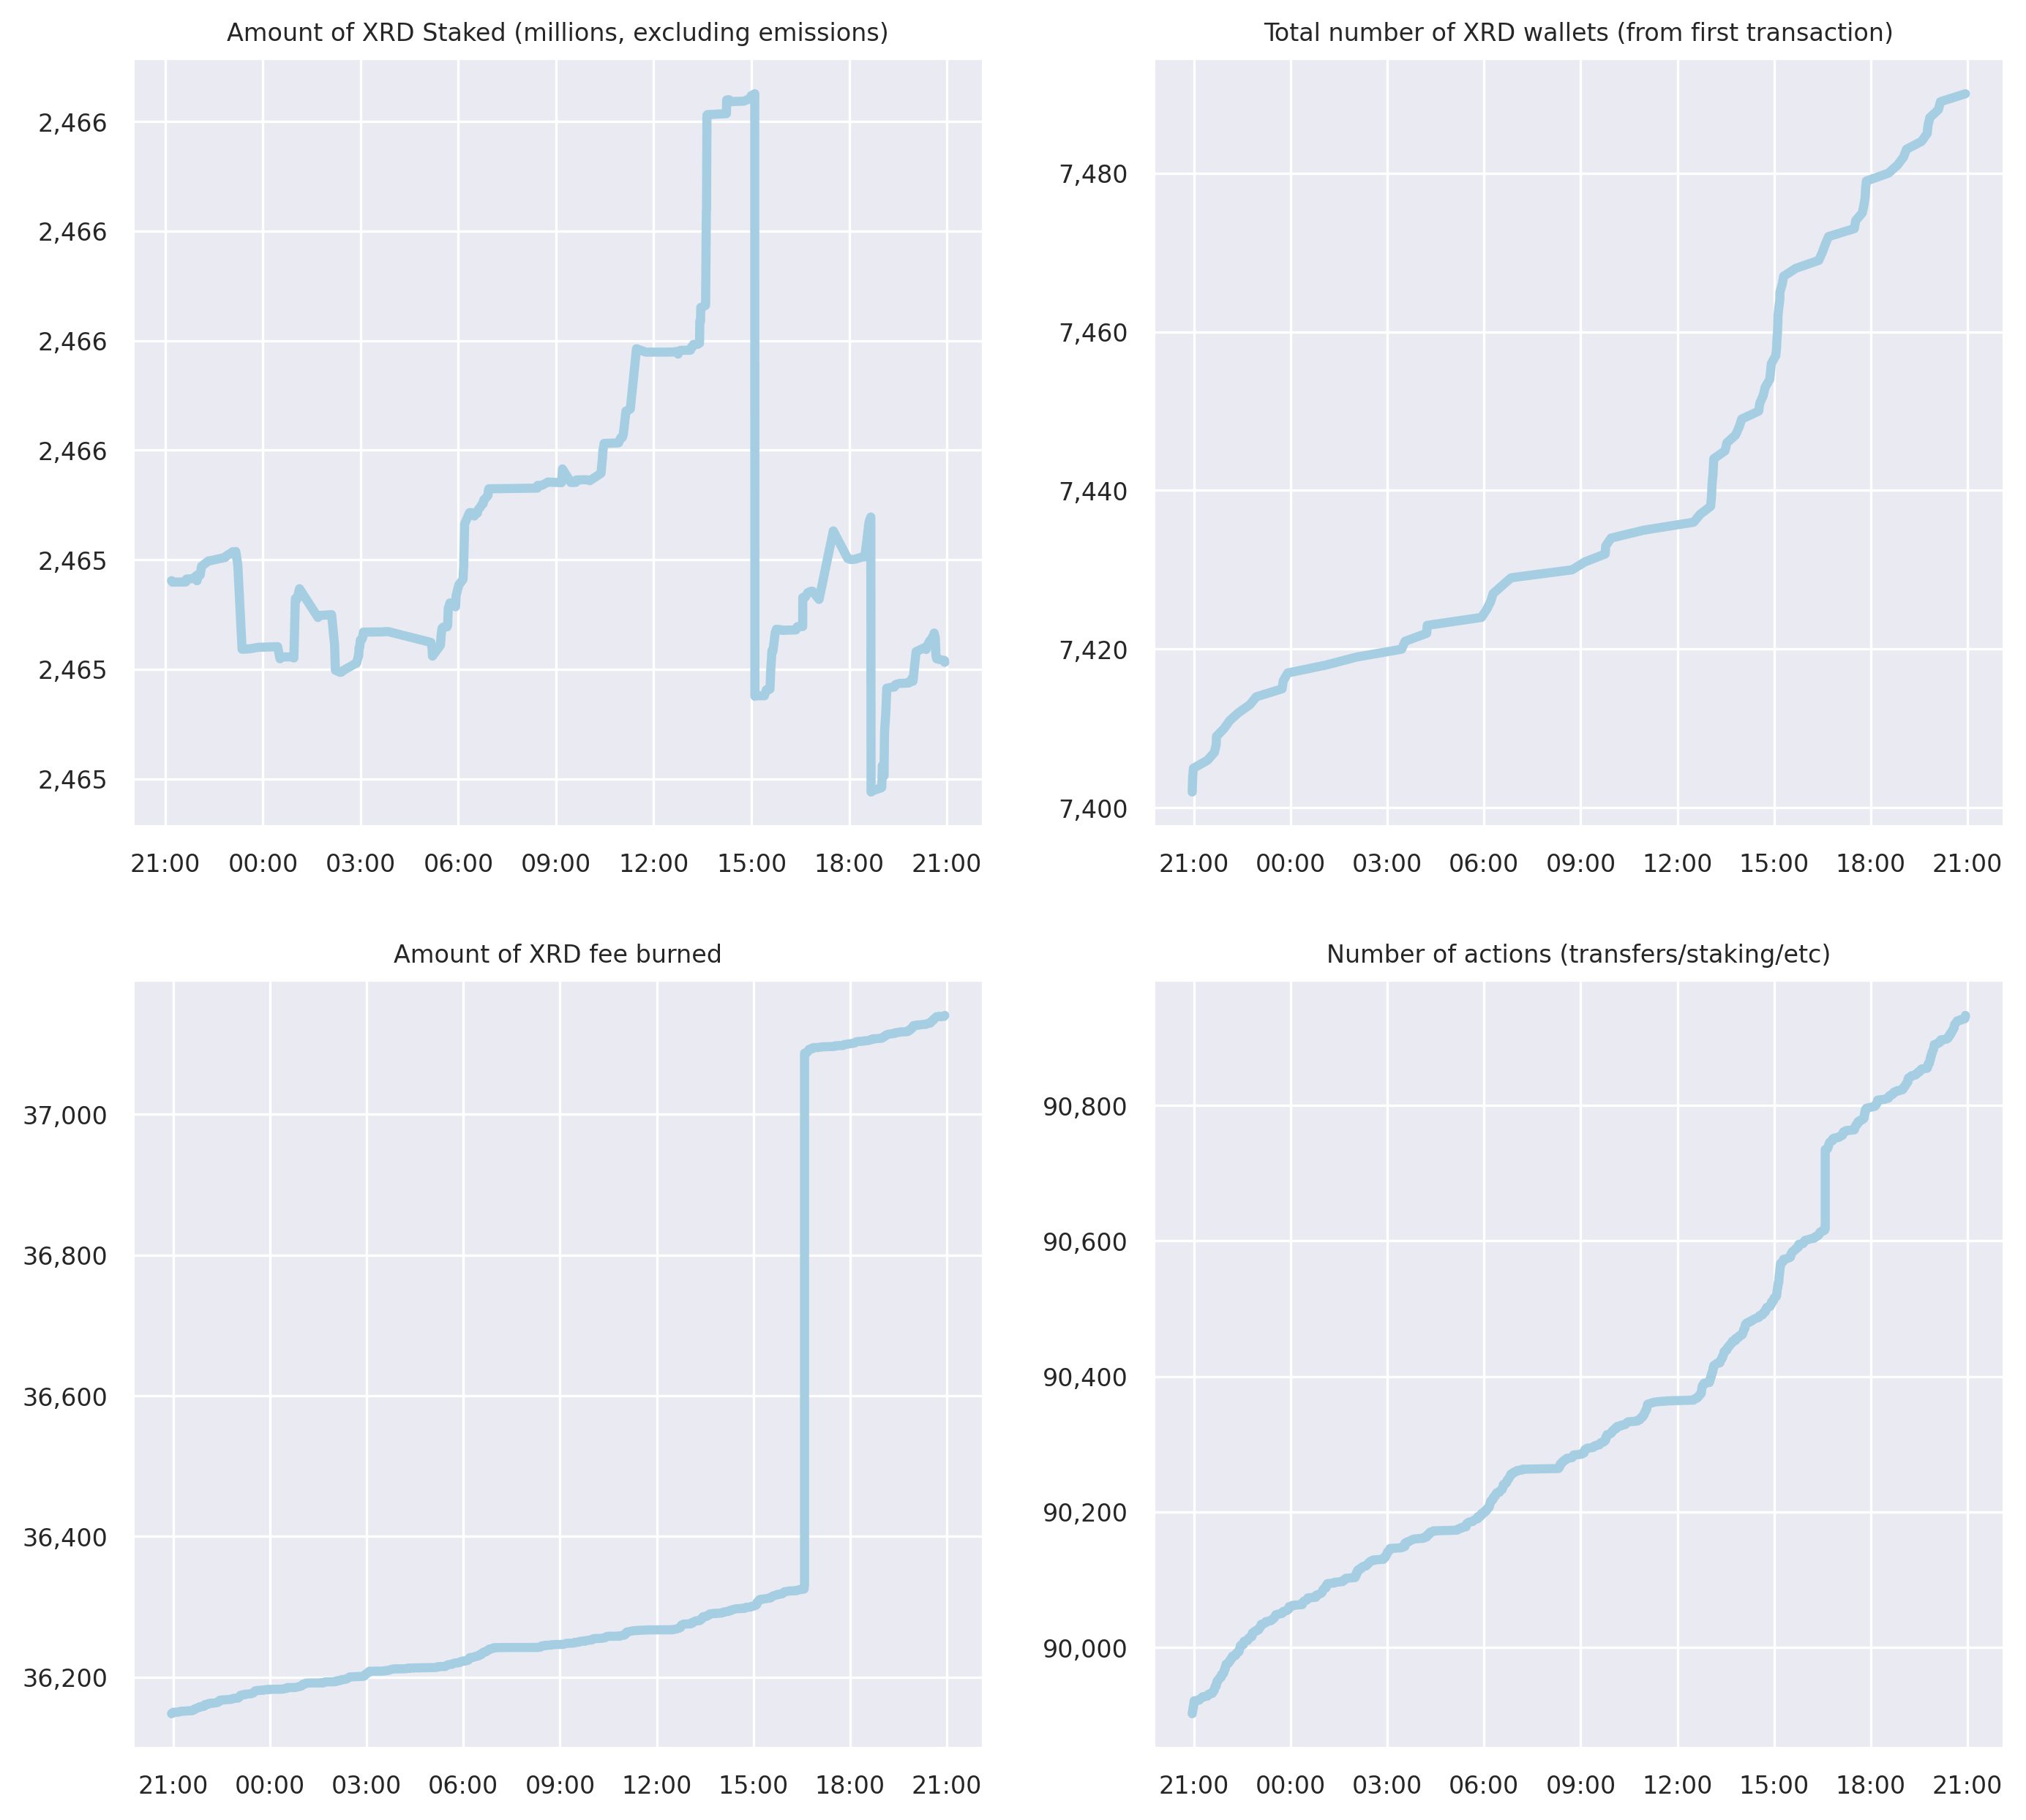 Amount of XRD Staked (millions, excluding emissions)
2,466
2,466
2,466
2,466
2,465
2,465
2,465
21:00 00:00 03:00 06:00 09:00 12:00 15:00 18:00 21:00
Total number of XRD wallets (from first transaction)
7,480
7,460
7,440
7,420
7,400
21:00 00:00 03:00 06:00 09:00 12:00 15:00 18:00 21:00
Amount of XRD fee burned
37,000
36,800
36,600
36,400
36,200
21:00 00:00 03:00 06:00 09:00 12:00 15:00 18:00 21:00
Number of actions (transfers/staking/etc)
90,800
90,600
90,400
90,200
90,000
21:00 00:00 03:00 06:00 09:00 12:00 15:00 18:00 21:00